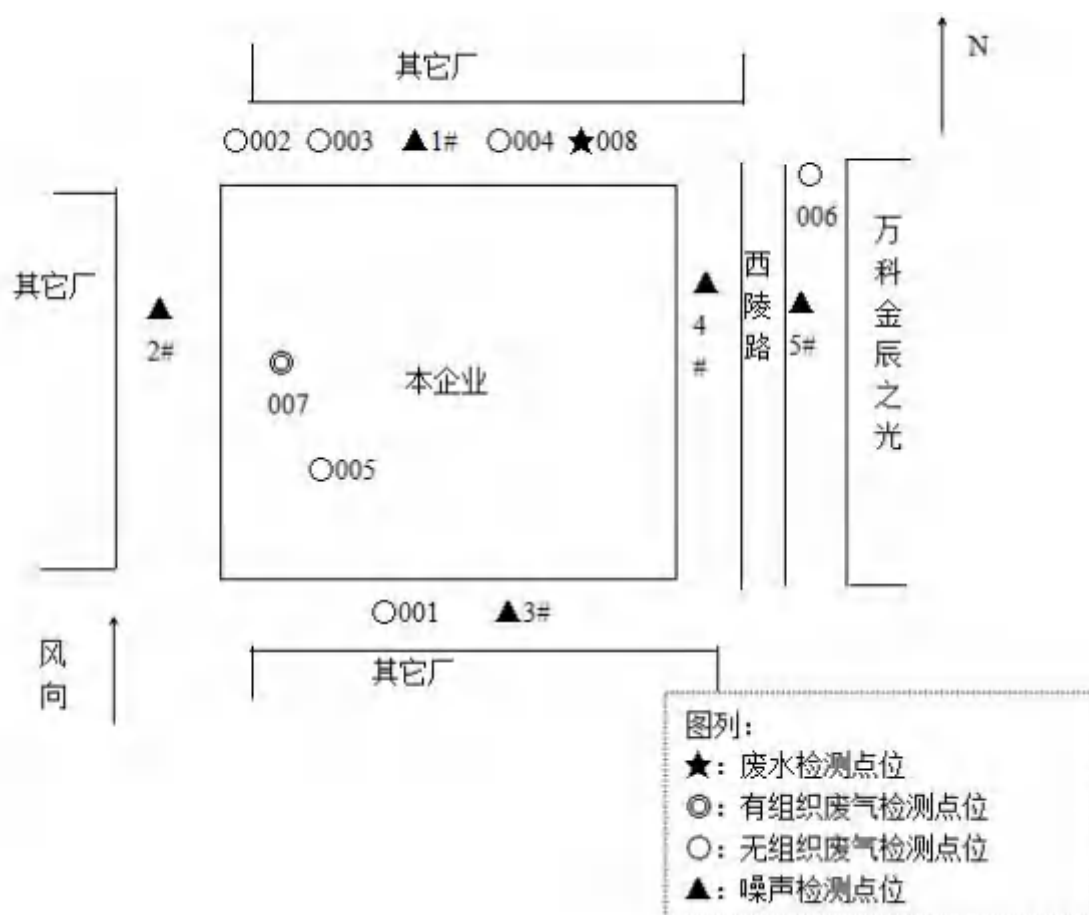 N
其它厂
○002 ○003 ▲1# ○004 ★008
006
其它厂
2#
4#
西陵路
5#
万科金辰之光
007
本企业
○005
○001 ▲3#
风向
其它厂
图列：
★：废水检测点位
◎：有组织废气检测点位
○：无组织废气检测点位
▲：噪声检测点位